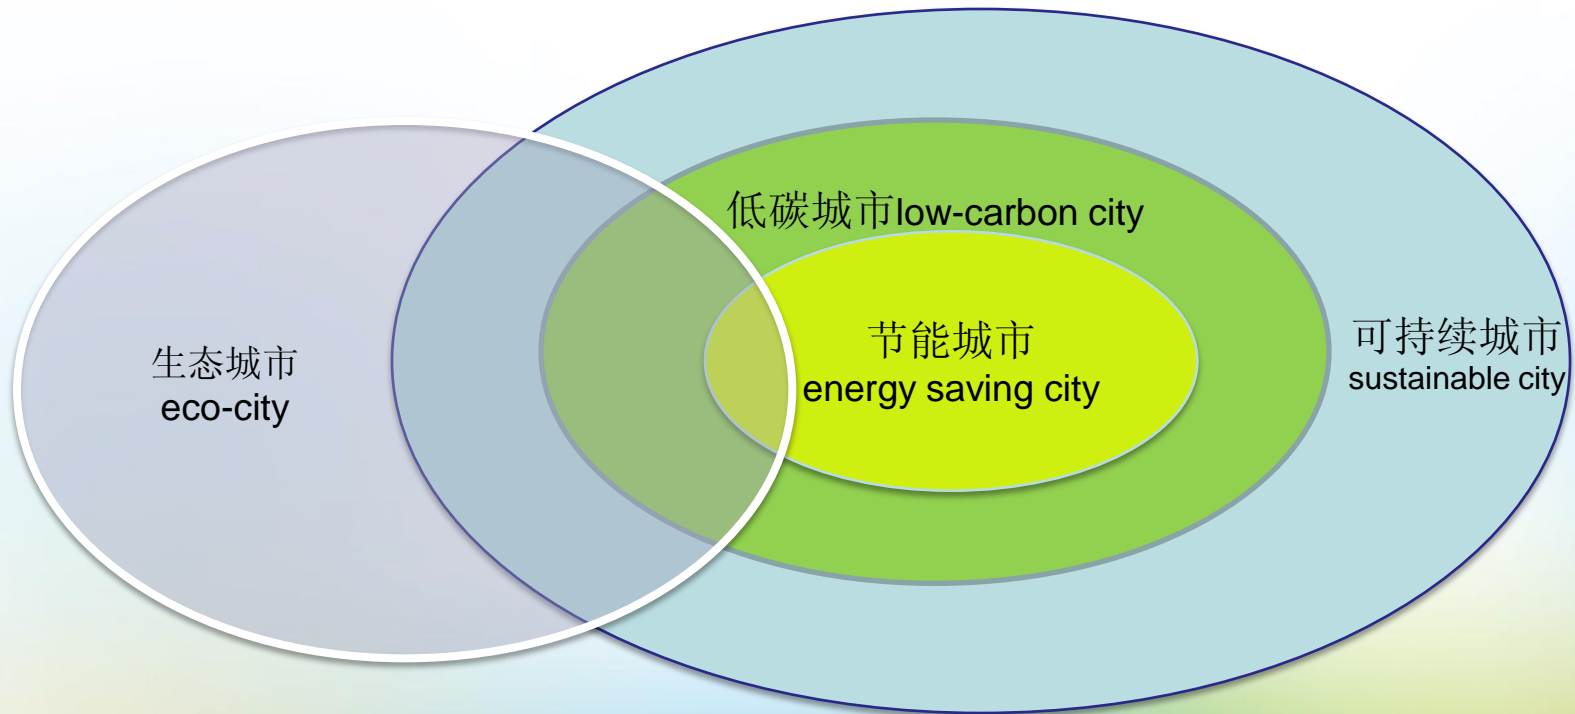 低碳城市low-carbon city
生态城市
eco-city
节能城市
energy saving city
可持续城市
sustainable city